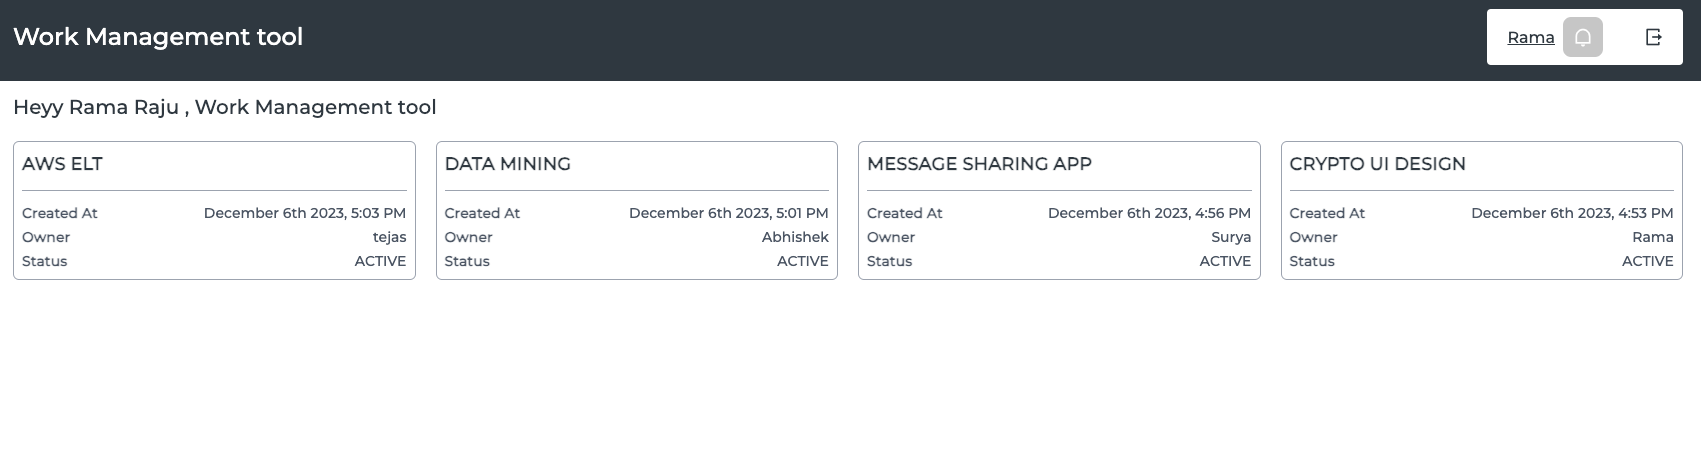 Work Management tool
Rama
Heyy Rama Raju , Work Management tool
AWS ELT
Created At December 6th 2023, 5:03 PM
Owner tejas
Status ACTIVE
DATA MINING
Created At December 6th 2023, 5:01 PM
Owner Abhishek
Status ACTIVE
MESSAGE SHARING APP
Created At December 6th 2023, 4:56 PM
Owner Surya
Status ACTIVE
CRYPTO UI DESIGN
Created At December 6th 2023, 4:53 PM
Owner Rama
Status ACTIVE